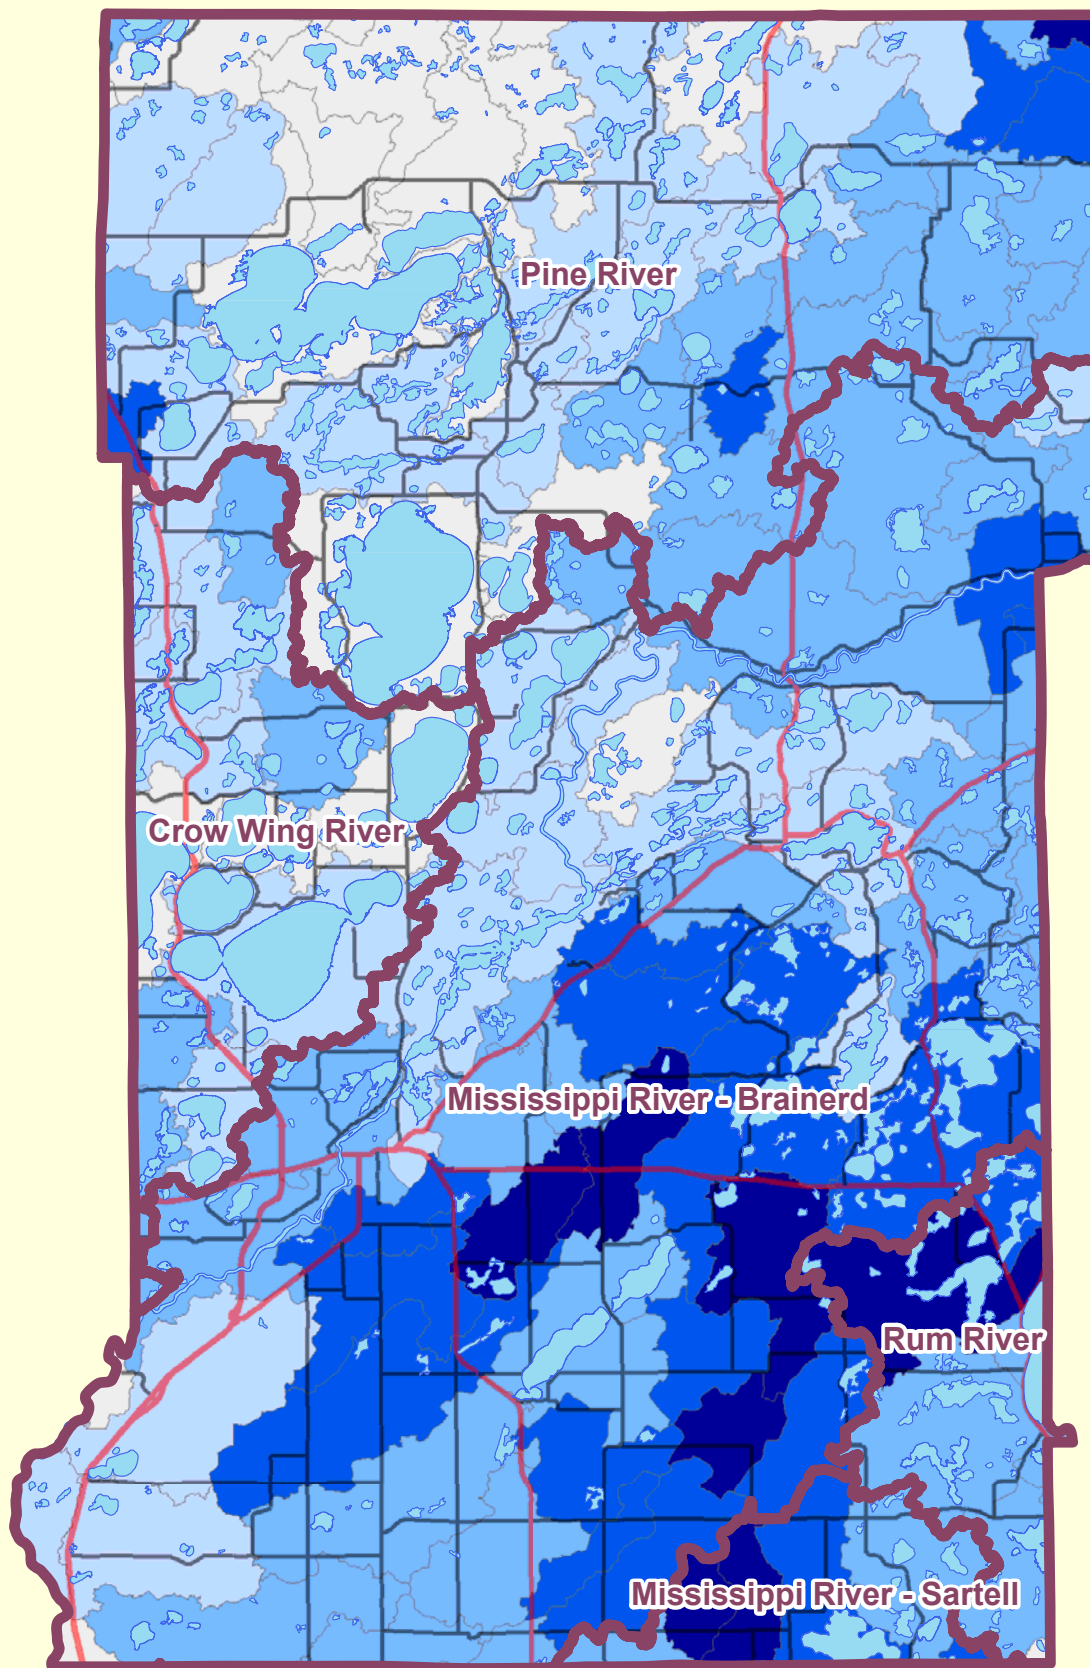 Pine River
Crow Wing River
Mississippi River - Brainerd
Rum River
Mississippi River - Sartell